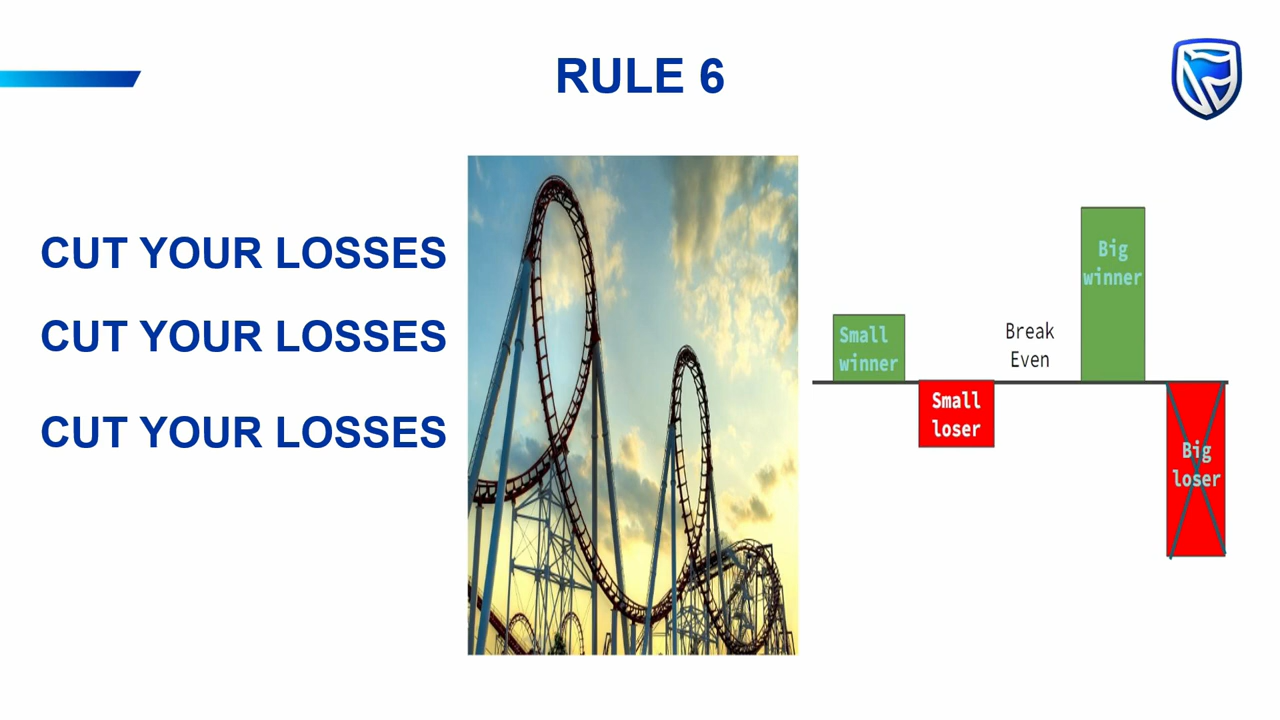 RULE 6
CUT YOUR LOSSES
CUT YOUR LOSSES
CUT YOUR LOSSES
Small
winner
Small
loser
Break
Even
Big
winner
Big
loser